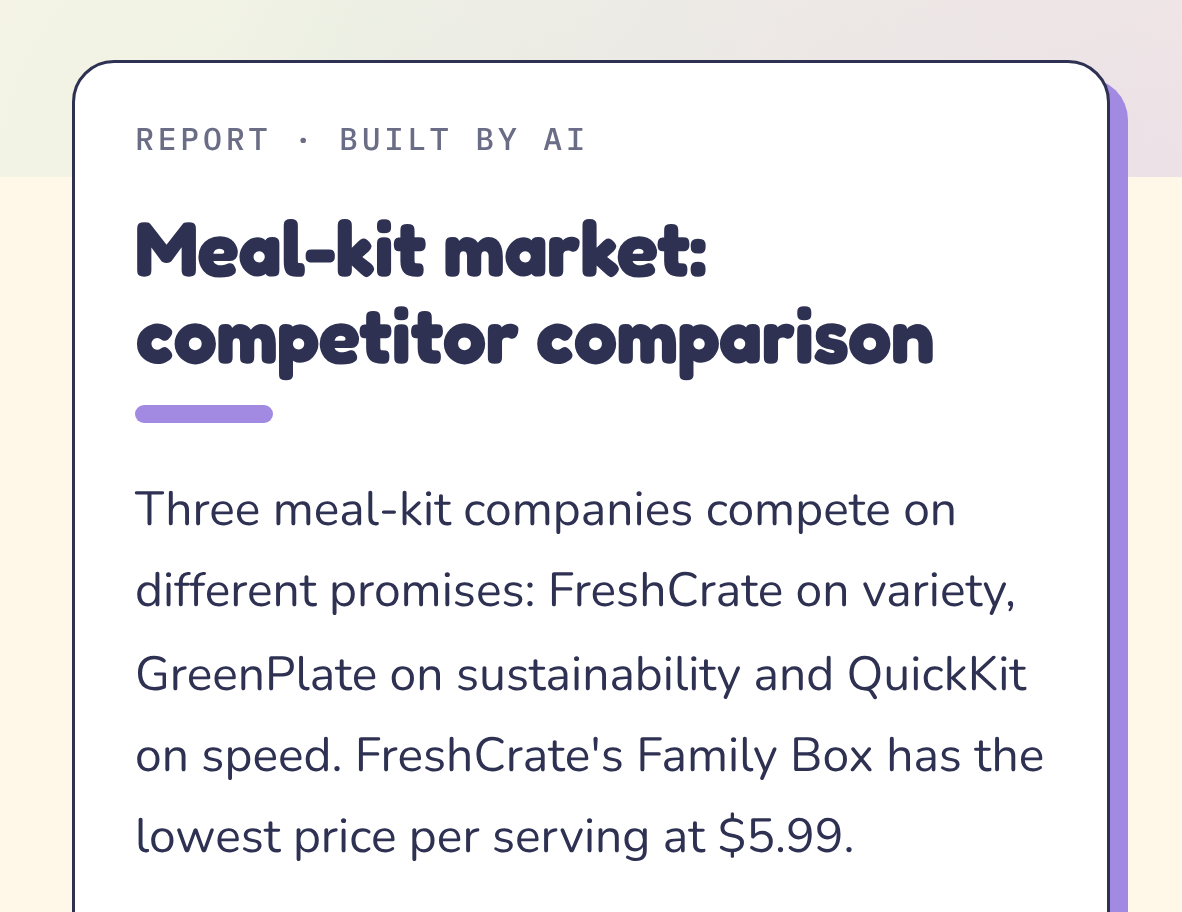 REPORT · BUILT BY AI
Meal-kit market:
competitor comparison
Three meal-kit companies compete on
different promises: FreshCrate on variety,
GreenPlate on sustainability and QuickKit
on speed. FreshCrate's Family Box has the
lowest price per serving at $5.99.